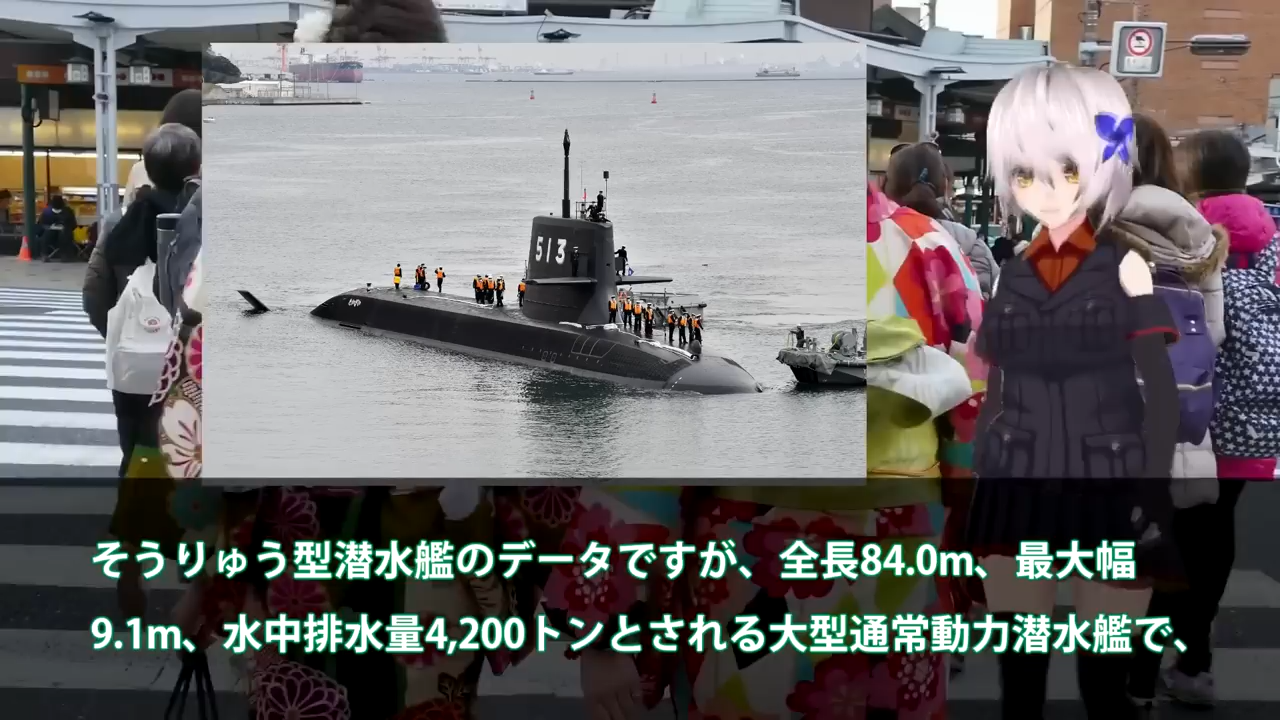 513
そうりゅう型潜水艦のデータですが、全長84.0m、最大幅
9.1m、水中排水量4,200トンとされる大型通常動力潜水艦で、